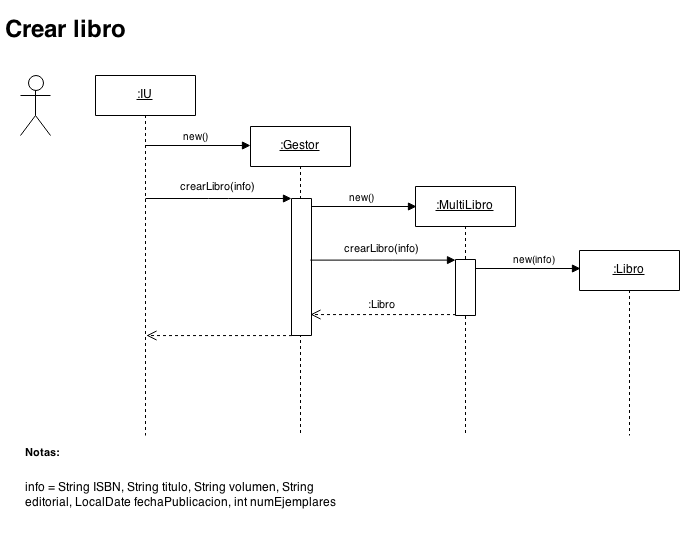 Crear libro
:IU
new()
:Gestor
crearLibro(info)
new()
:MultiLibro
crearLibro(info)
new(info)
:Libro
:Libro
Notas:
info = String ISBN, String titulo, String volumen, String
editorial, LocalDate fechaPublicacion, int numEjemplares